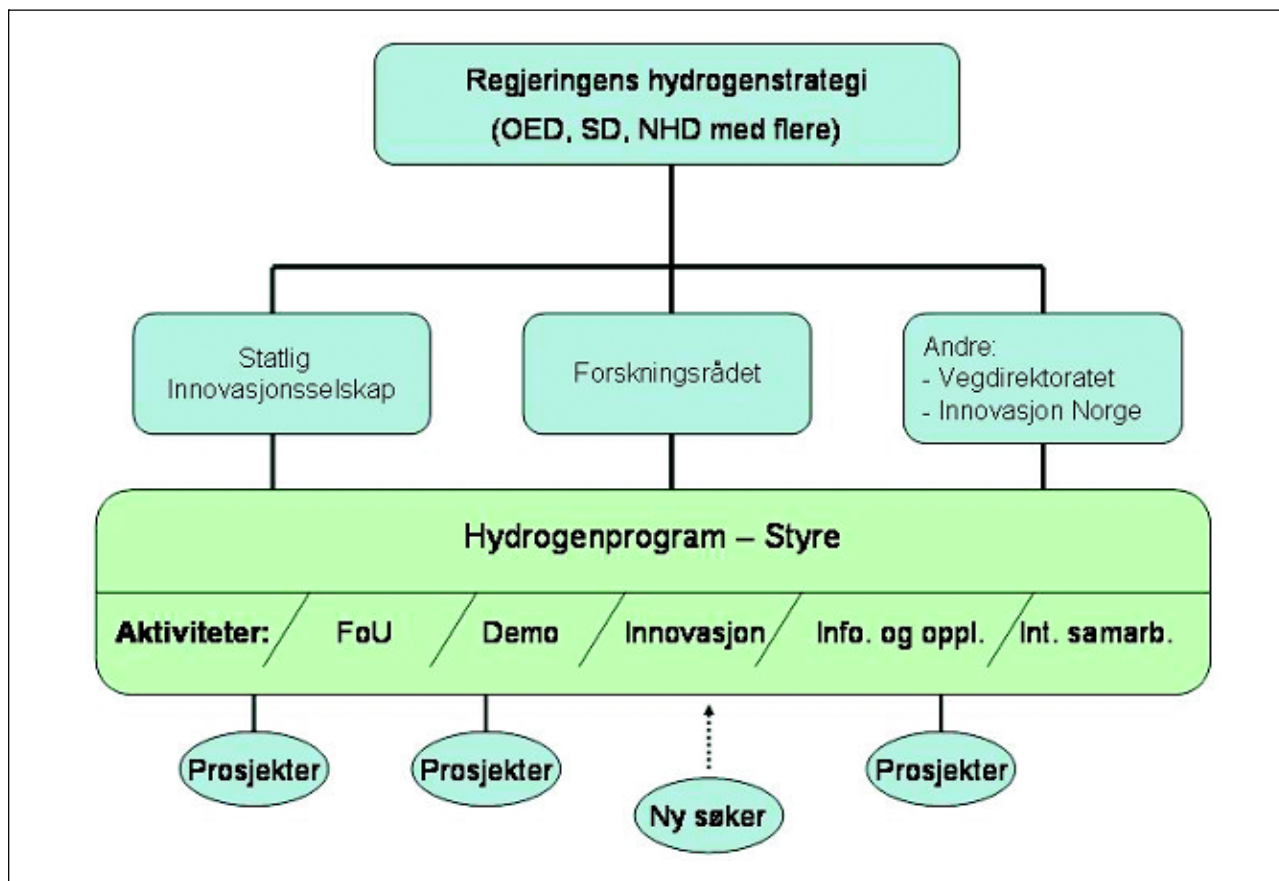 Regjeringens hydrogenstrategi
(OED, SD, NHD med flere)
Statlig
Innovasjonsselskap
Forskningsrådet
Andre:
- Vegdirektoratet
- Innovasjon Norge
Hydrogenprogram – Styre
Aktiviteter: / FoU / Demo / Innovasjon / Info. og oppl. / Int. samarb.
Prosjekter
Prosjekter
Ny søker
Prosjekter